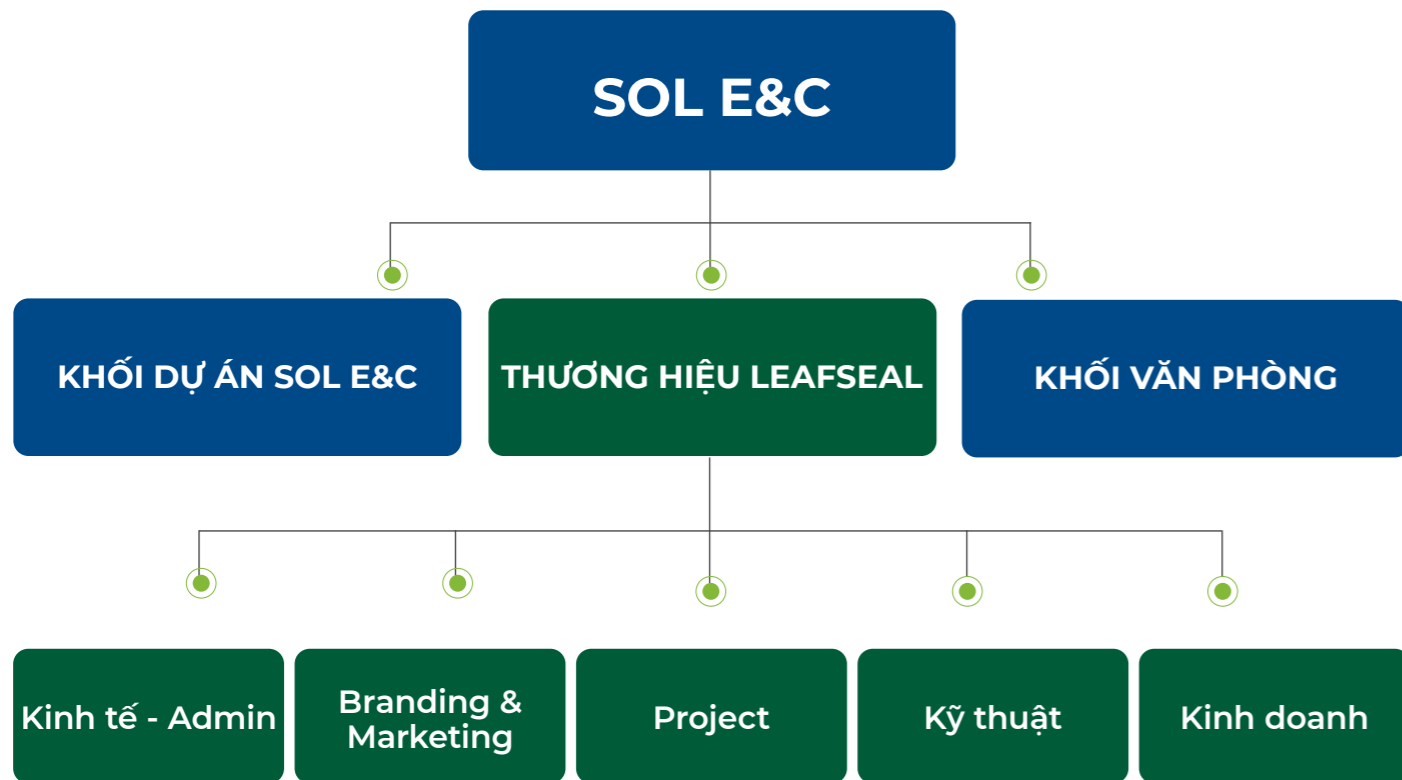 SOL E&C
KHỐI DỰ ÁN SOL E&C
THƯƠNG HIỆU LEAFSEAL
KHỐI VĂN PHÒNG
Kinh tế - Admin
Branding &
Marketing
Project
Kỹ thuật
Kinh doanh